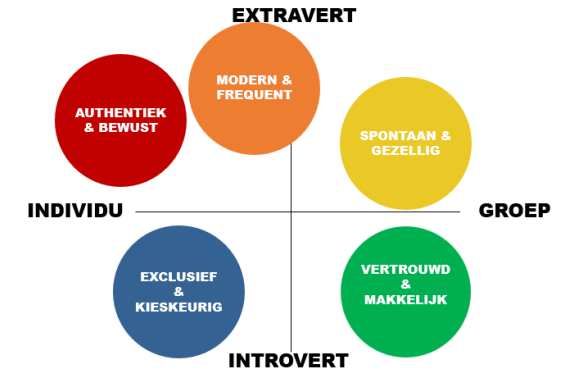 EXTRAVERT
MODERN &
FREQUENT
AUTHENTIEK
& BEWUST
SPONTAAN &
GEZELLIG
INDIVIDU
GROEP
EXCLUSIEF
&
KIESKEURIG
VERTROUWD
&
MAKKELIJK
INTROVERT